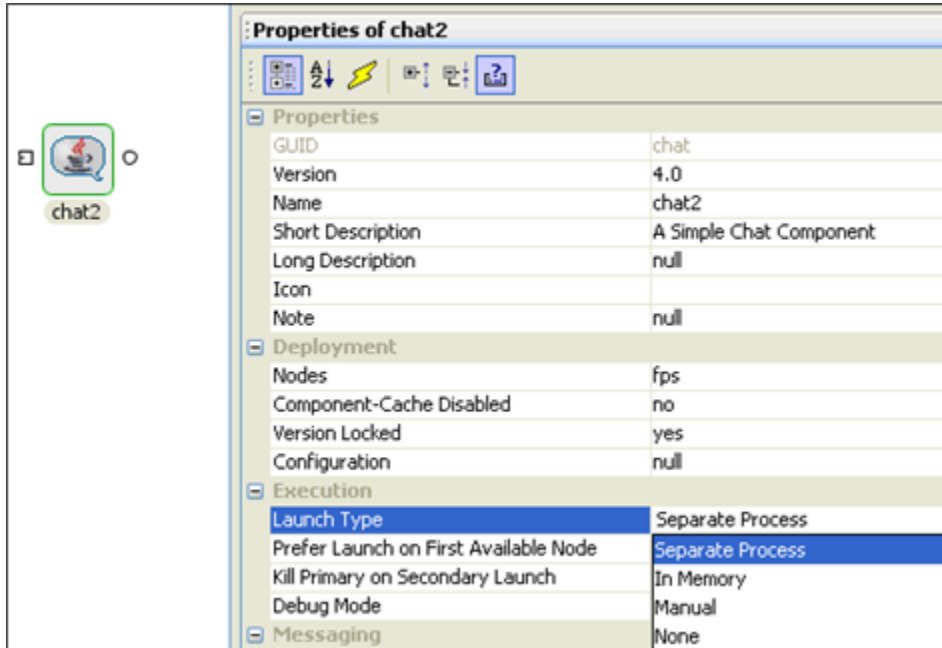 Properties of chat2
Properties
GUID chat
Version 4.0
Name chat2
Short Description A Simple Chat Component
Long Description null
Icon
Note null
Deployment
Nodes fps
Component-Cache Disabled no
Version Locked yes
Configuration null
Execution
Launch Type Separate Process
Prefer Launch on First Available Node Separate Process
Kill Primary on Secondary Launch In Memory
Debug Mode Manual
Messaging None
chat2